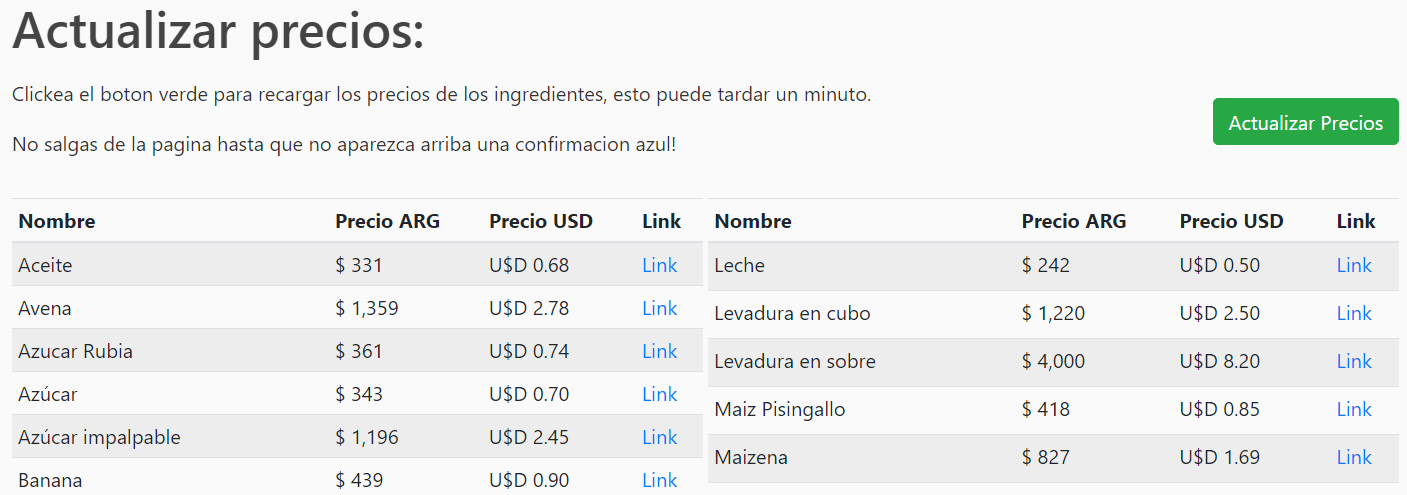 Actualizar precios:
Clickea el boton verde para recargar los precios de los ingredientes, esto puede tardar un minuto.
No salgas de la pagina hasta que no aparezca arriba una confirmacion azul!
Actualizar Precios
Nombre Precio ARG Precio USD Link
Aceite $ 331 U$D 0.68 Link
Avena $ 1,359 U$D 2.78 Link
Azucar Rubia $ 361 U$D 0.74 Link
Azúcar $ 343 U$D 0.70 Link
Azúcar impalpable $ 1,196 U$D 2.45 Link
Banana $ 439 U$D 0.90 Link
Nombre Precio ARG Precio USD Link
Leche $ 242 U$D 0.50 Link
Levadura en cubo $ 1,220 U$D 2.50 Link
Levadura en sobre $ 4,000 U$D 8.20 Link
Maiz Pisingallo $ 418 U$D 0.85 Link
Maizena $ 827 U$D 1.69 Link